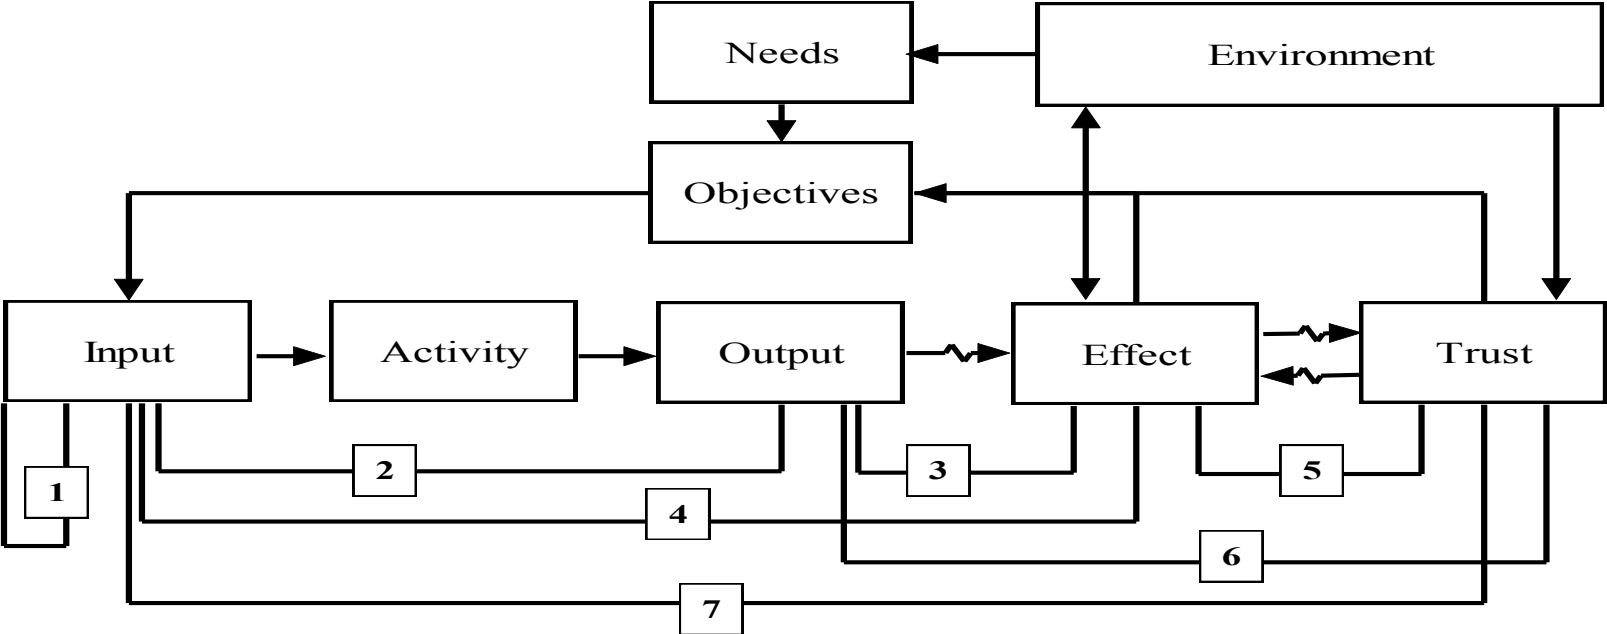 Needs
Environment
Objectives
Input
Activity
Output
Effect
Trust
1
2
3
5
4
6
7